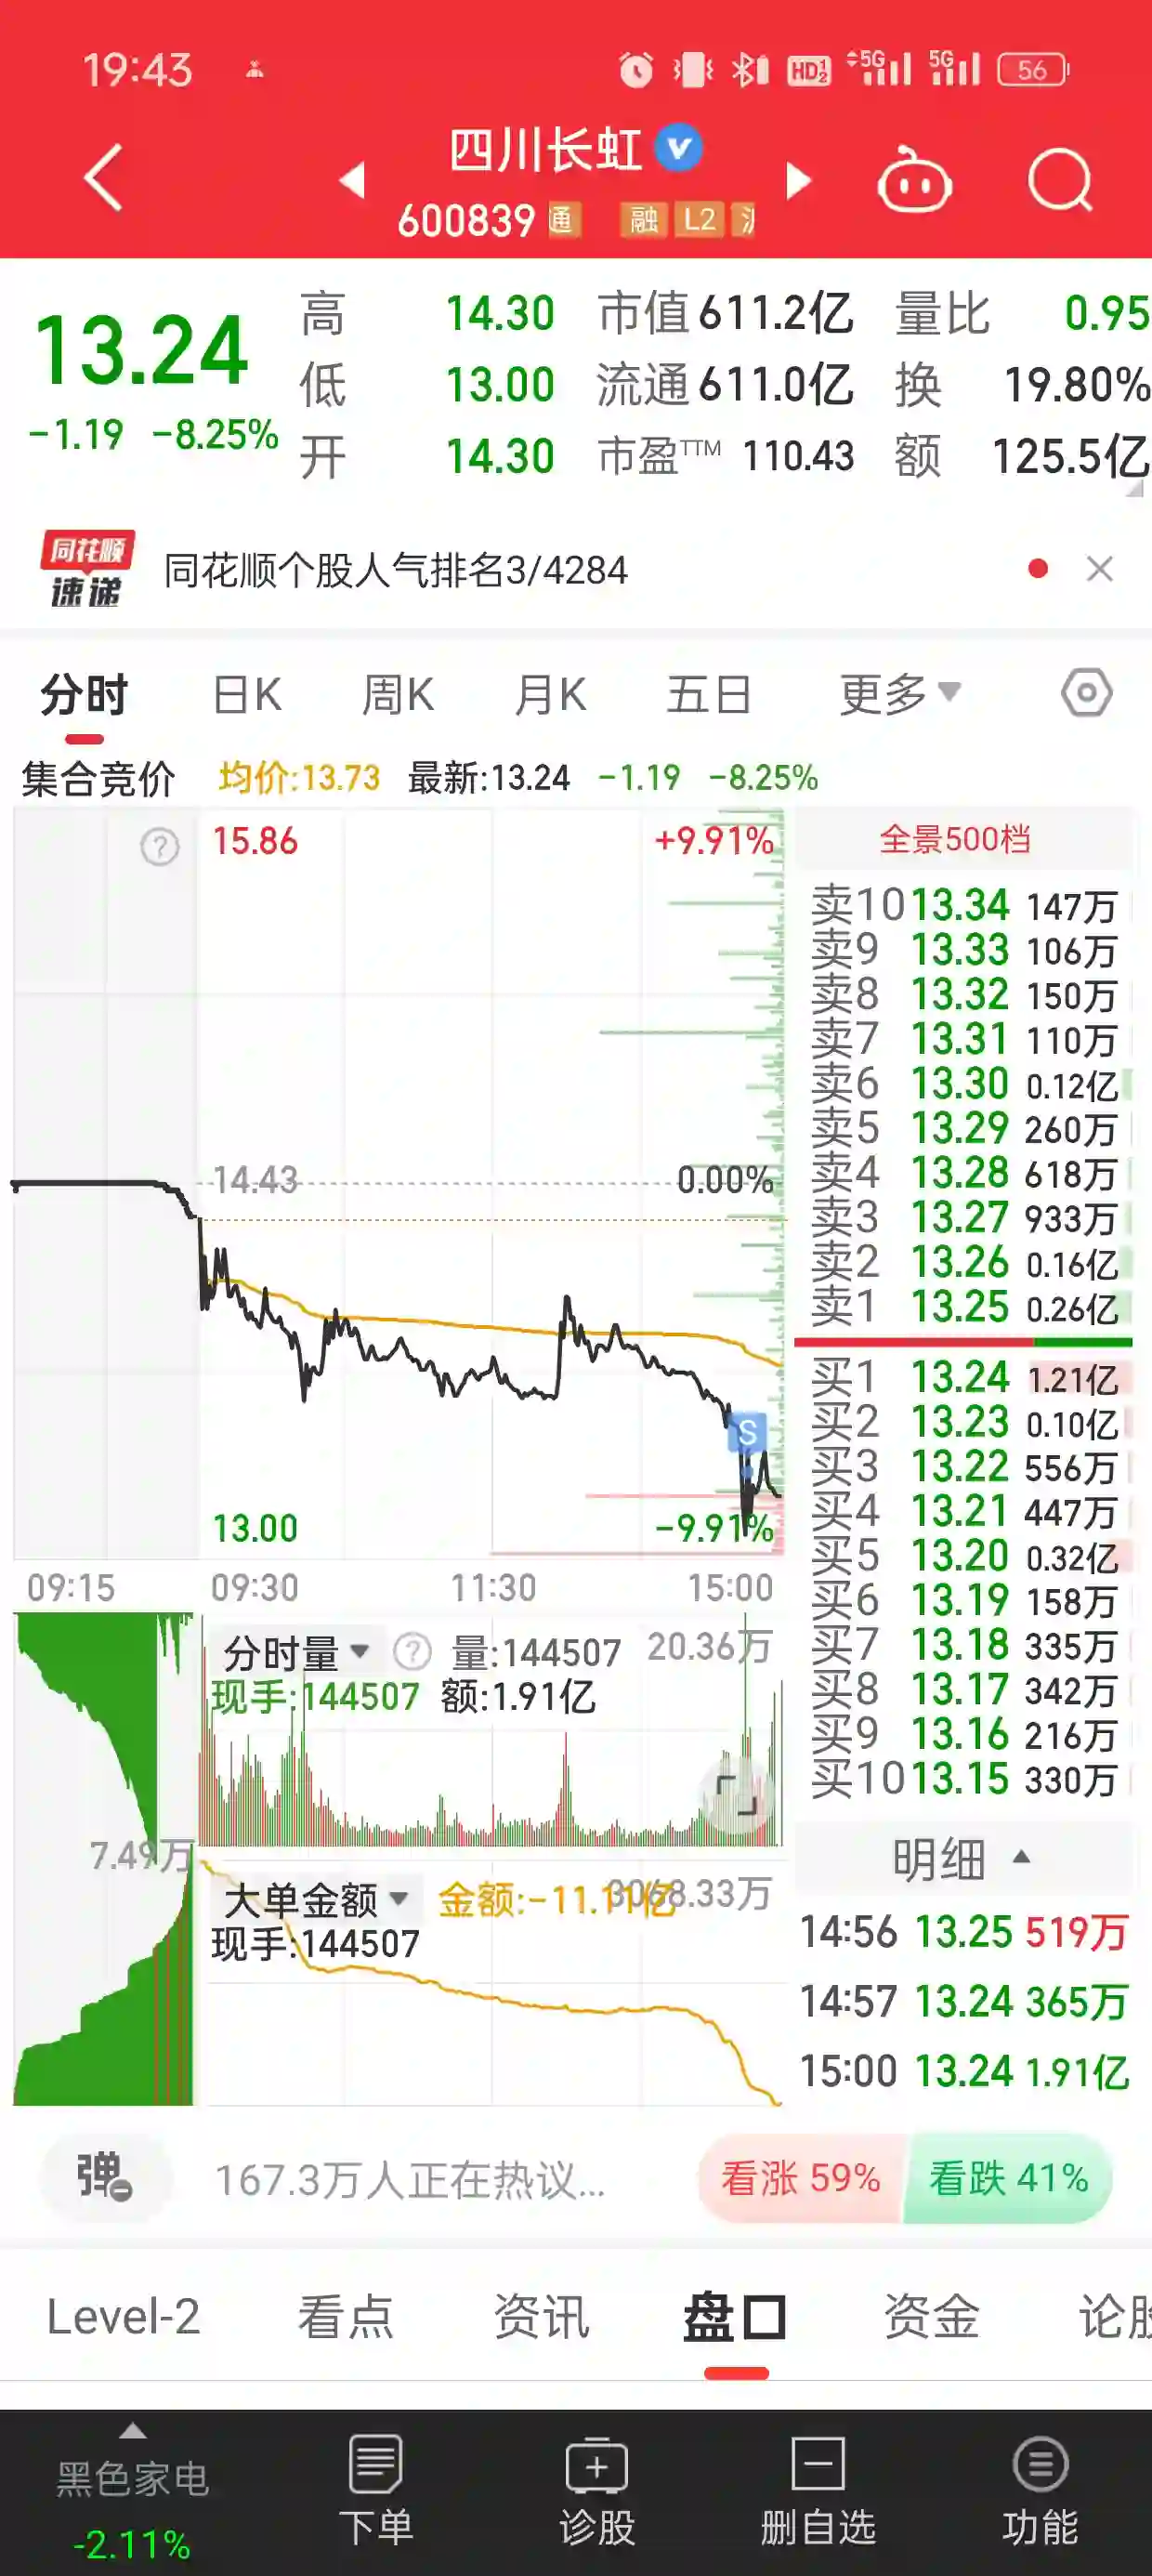 19:43
HD 1 2 5G 5G 56
四川长虹
600839 通 融 L2
13.24
-1.19 -8.25%
高 14.30 市值 611.2亿 量比 0.95
低 13.00 流通 611.0亿 换 19.80%
开 14.30 市盈TTM 110.43 额 125.5亿
同花顺
速递
同花顺个股人气排名3/4284
分时 日K 周K 月K 五日 更多
集合竞价 均价:13.73 最新:13.24 -1.19 -8.25%
? 15.86 +9.91%
14.43 0.00%
S
13.00 -9.91%
09:15 09:30 11:30 15:00
全景500档
卖10 13.34 147万
卖9 13.33 106万
卖8 13.32 150万
卖7 13.31 110万
卖6 13.30 0.12亿
卖5 13.29 260万
卖4 13.28 618万
卖3 13.27 933万
卖2 13.26 0.16亿
卖1 13.25 0.26亿
买1 13.24 1.21亿
买2 13.23 0.10亿
买3 13.22 556万
买4 13.21 447万
买5 13.20 0.32亿
买6 13.19 158万
买7 13.18 335万
买8 13.17 342万
买9 13.16 216万
买10 13.15 330万
分时量 ? 量:144507 20.36万
现手:144507 额:1.91亿
7.49万
大单金额 金额:-11.11亿 3068.33万
现手:144507
明细
14:56 13.25 519万
14:57 13.24 365万
15:00 13.24 1.91亿
弹 167.3万人正在热议... 看涨 59% 看跌 41%
Level-2 看点 资讯 盘口 资金 论股
黑色家电
-2.11%
下单 诊股 删自选 功能